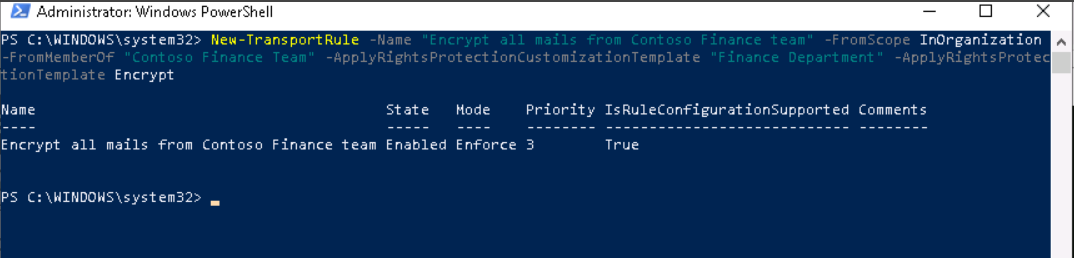 Administrator: Windows PowerShell
PS C:\WINDOWS\system32> New-TransportRule -Name "Encrypt all mails from Contoso Finance team" -FromScope InOrganization
-FromMemberOf "Contoso Finance Team" -ApplyRightsProtectionCustomizationTemplate "Finance Department" -ApplyRightsProtec
tionTemplate Encrypt
Name State Mode Priority IsRuleConfigurationSupported Comments
---- ----- ---- -------- ---------------------------- --------
Encrypt all mails from Contoso Finance team Enabled Enforce 3 True
PS C:\WINDOWS\system32>